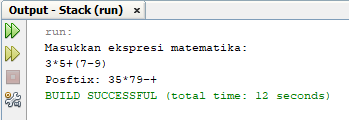 Output - Stack (run)
run:
Masukkan ekspresi matematika:
3*5+(7-9)
Posftix: 35*79-+
BUILD SUCCESSFUL (total time: 12 seconds)